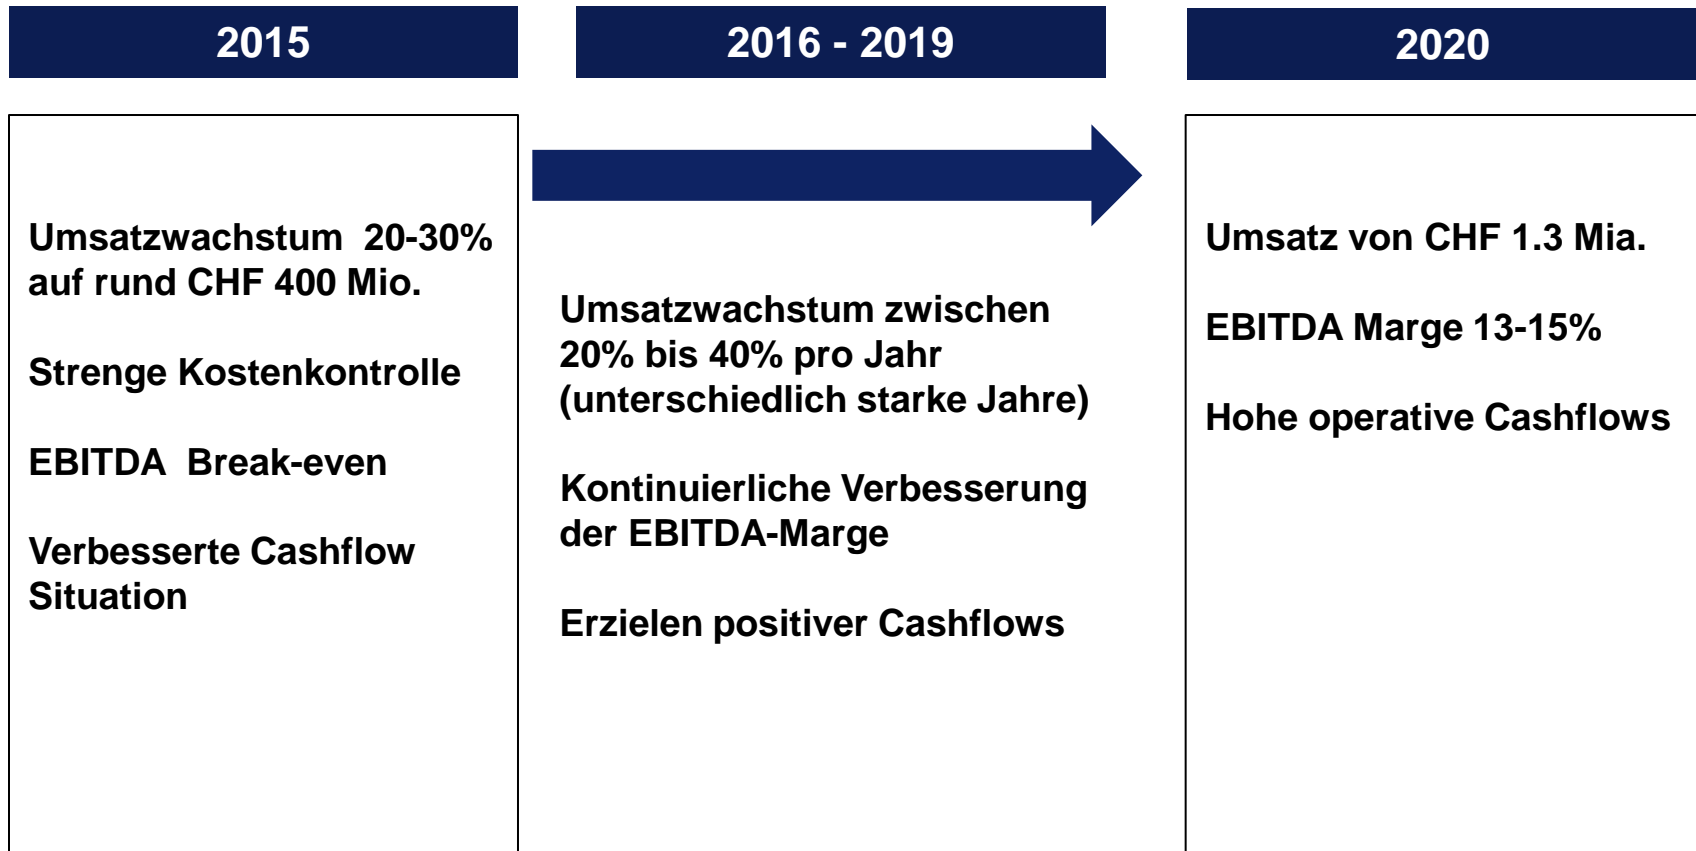 2015
Umsatzwachstum 20-30%
auf rund CHF 400 Mio.
Strenge Kostenkontrolle
EBITDA Break-even
Verbesserte Cashflow
Situation
2016 - 2019
Umsatzwachstum zwischen
20% bis 40% pro Jahr
(unterschiedlich starke Jahre)
Kontinuierliche Verbesserung
der EBITDA-Marge
Erzielen positiver Cashflows
2020
Umsatz von CHF 1.3 Mia.
EBITDA Marge 13-15%
Hohe operative Cashflows